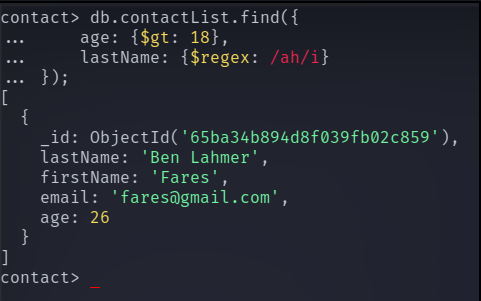 contact> db.contactList.find({
...     age: {$gt: 18},
...     lastName: {$regex: /ah/i}
... });
[
  {
    _id: ObjectId('65ba34b894d8f039fb02c859'),
    lastName: 'Ben Lahmer',
    firstName: 'Fares',
    email: 'fares@gmail.com',
    age: 26
  }
]
contact> _